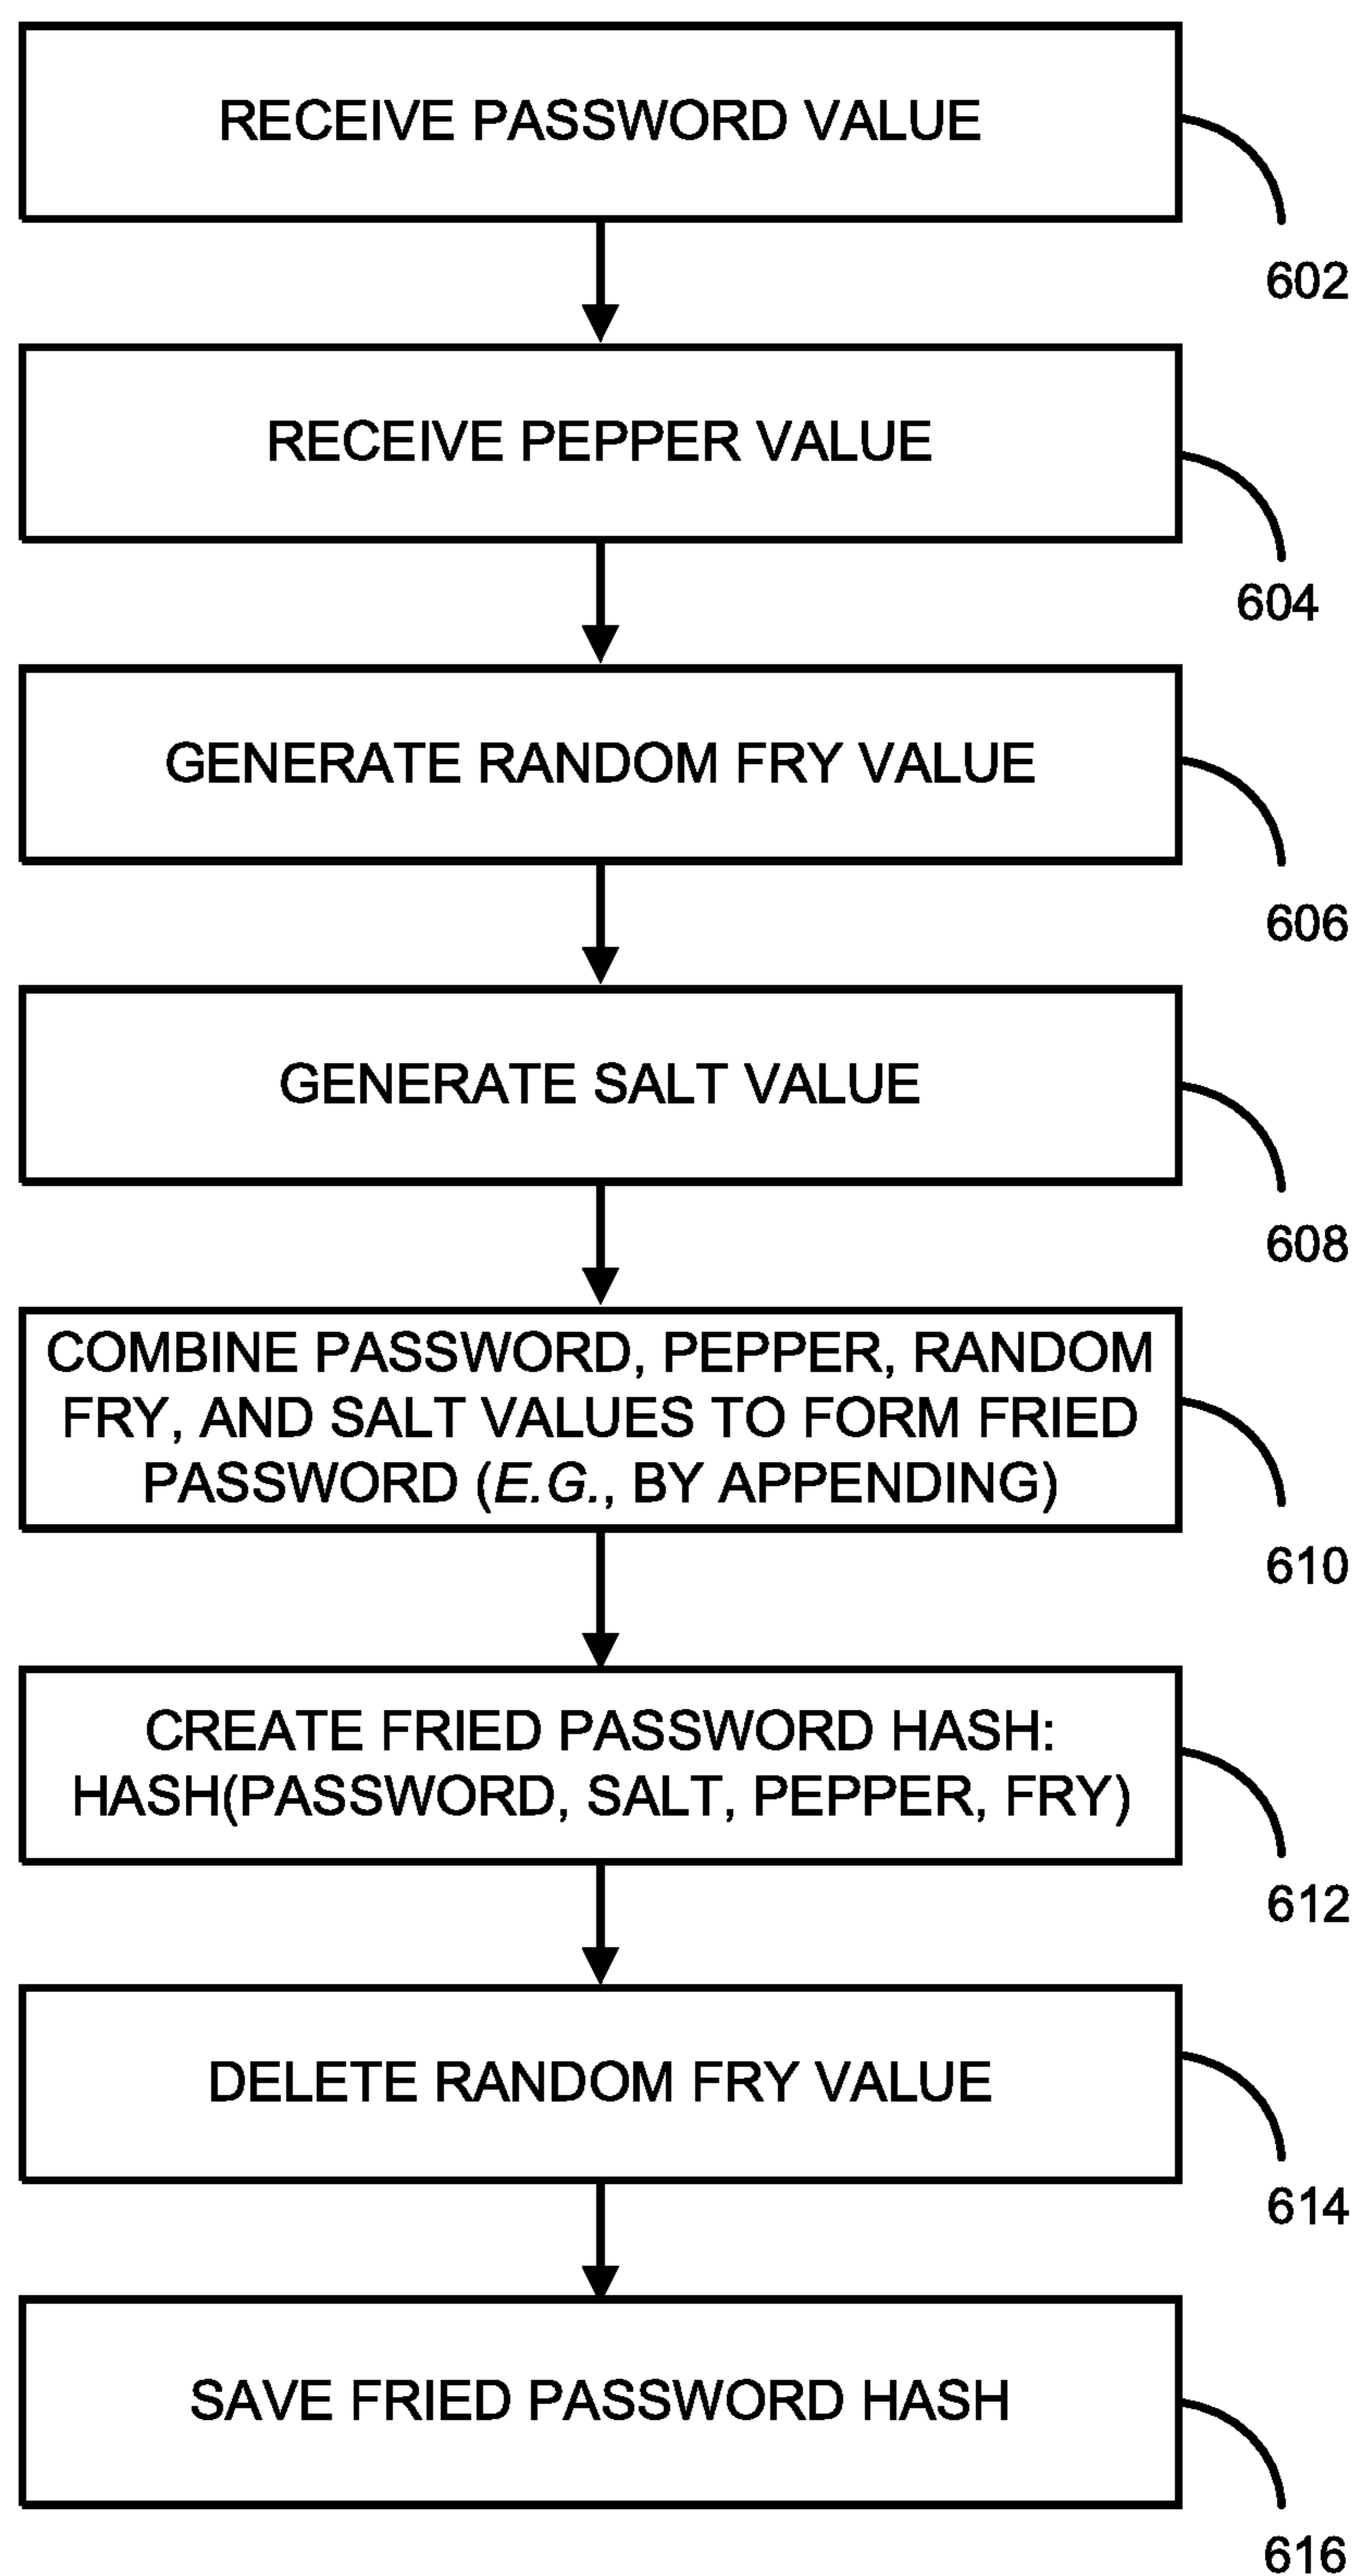 RECEIVE PASSWORD VALUE
602
RECEIVE PEPPER VALUE
604
GENERATE RANDOM FRY VALUE
606
GENERATE SALT VALUE
608
COMBINE PASSWORD, PEPPER, RANDOM
FRY, AND SALT VALUES TO FORM FRIED
PASSWORD (E.G., BY APPENDING)
610
CREATE FRIED PASSWORD HASH:
HASH(PASSWORD, SALT, PEPPER, FRY)
612
DELETE RANDOM FRY VALUE
614
SAVE FRIED PASSWORD HASH
616